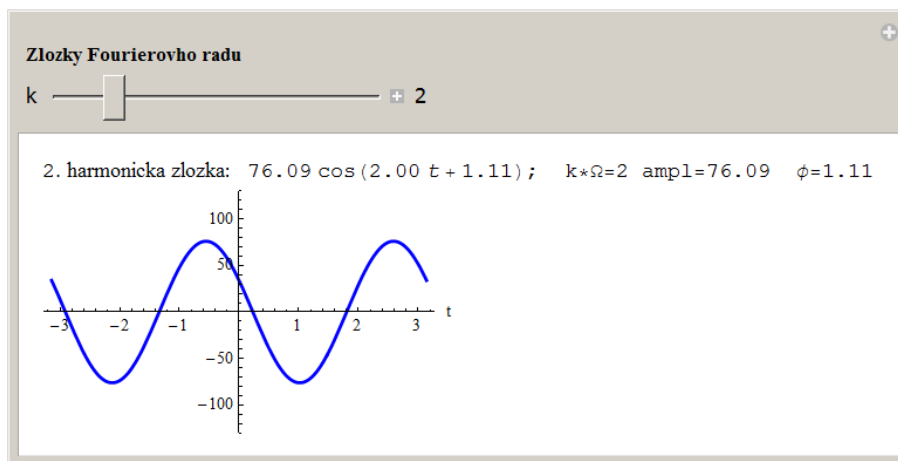 Zlozky Fourierovho radu
k 2
2. harmonicka zlozka: 76.09 cos(2.00 t + 1.11); k*Ω=2 ampl=76.09 ϕ=1.11
100
50
-3 -2 -1 1 2 3 t
-50
-100